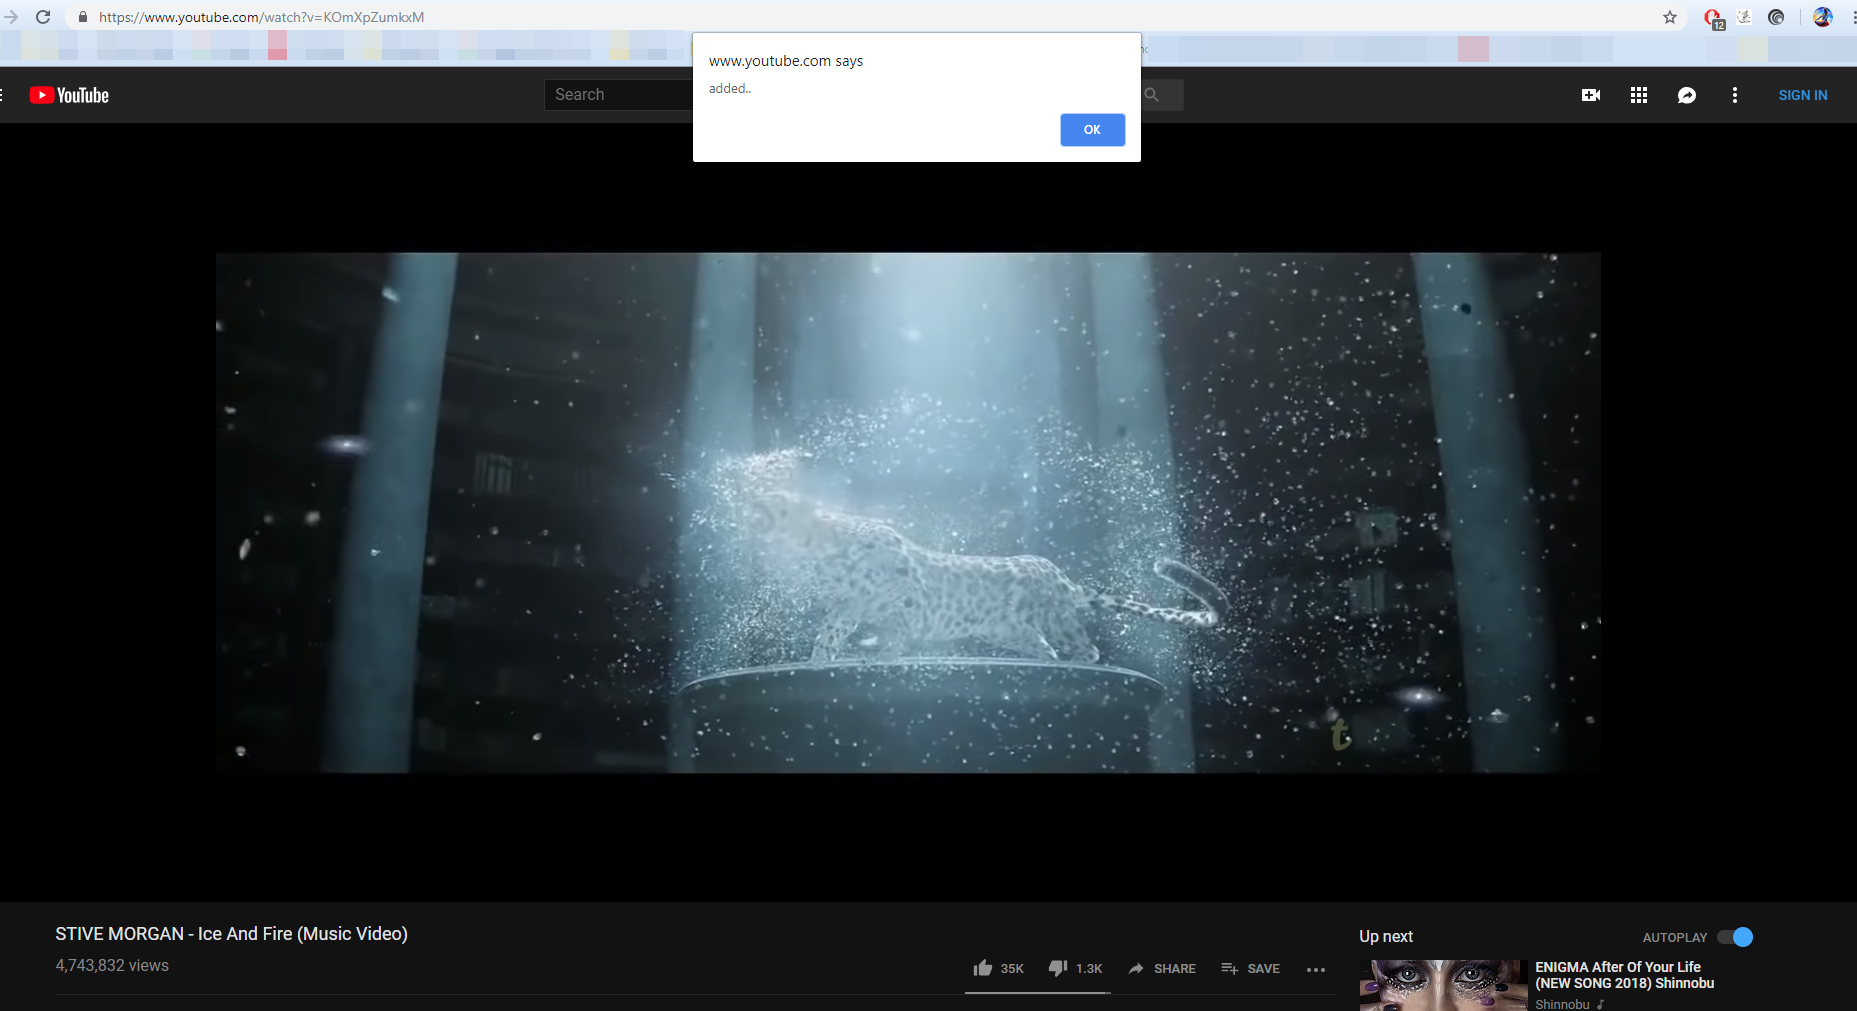 https://www.youtube.com/watch?v=KOmXpZumkxM
12
www.youtube.com says
added..
OK
YouTube
Search
SIGN IN
t
STIVE MORGAN - Ice And Fire (Music Video)
4,743,832 views
35K
1.3K
SHARE
SAVE
Up next
AUTOPLAY
ENIGMA After Of Your Life
(NEW SONG 2018) Shinnobu
Shinnobu